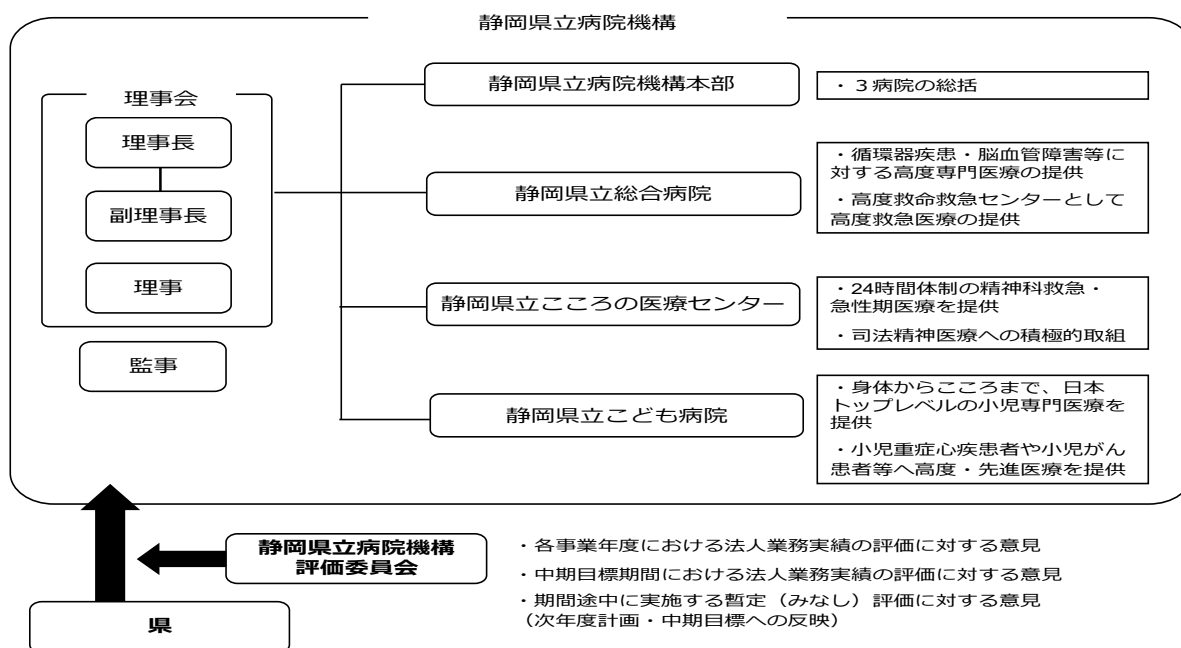 静岡県立病院機構
理事会
理事長
副理事長
理事
監事
静岡県立病院機構本部
・３病院の総括
静岡県立総合病院
・循環器疾患・脳血管障害等に
対する高度専門医療の提供
・高度救命救急センターとして
高度救急医療の提供
静岡県立こころの医療センター
・24時間体制の精神科救急・
急性期医療を提供
・司法精神医療への積極的取組
静岡県立こども病院
・身体からこころまで、日本
トップレベルの小児専門医療を
提供
・小児重症心疾患者や小児がん
患者等へ高度・先進医療を提供
静岡県立病院機構
評価委員会
・各事業年度における法人業務実績の評価に対する意見
・中期目標期間における法人業務実績の評価に対する意見
・期間途中に実施する暫定（みなし）評価に対する意見
（次年度計画・中期目標への反映）
県